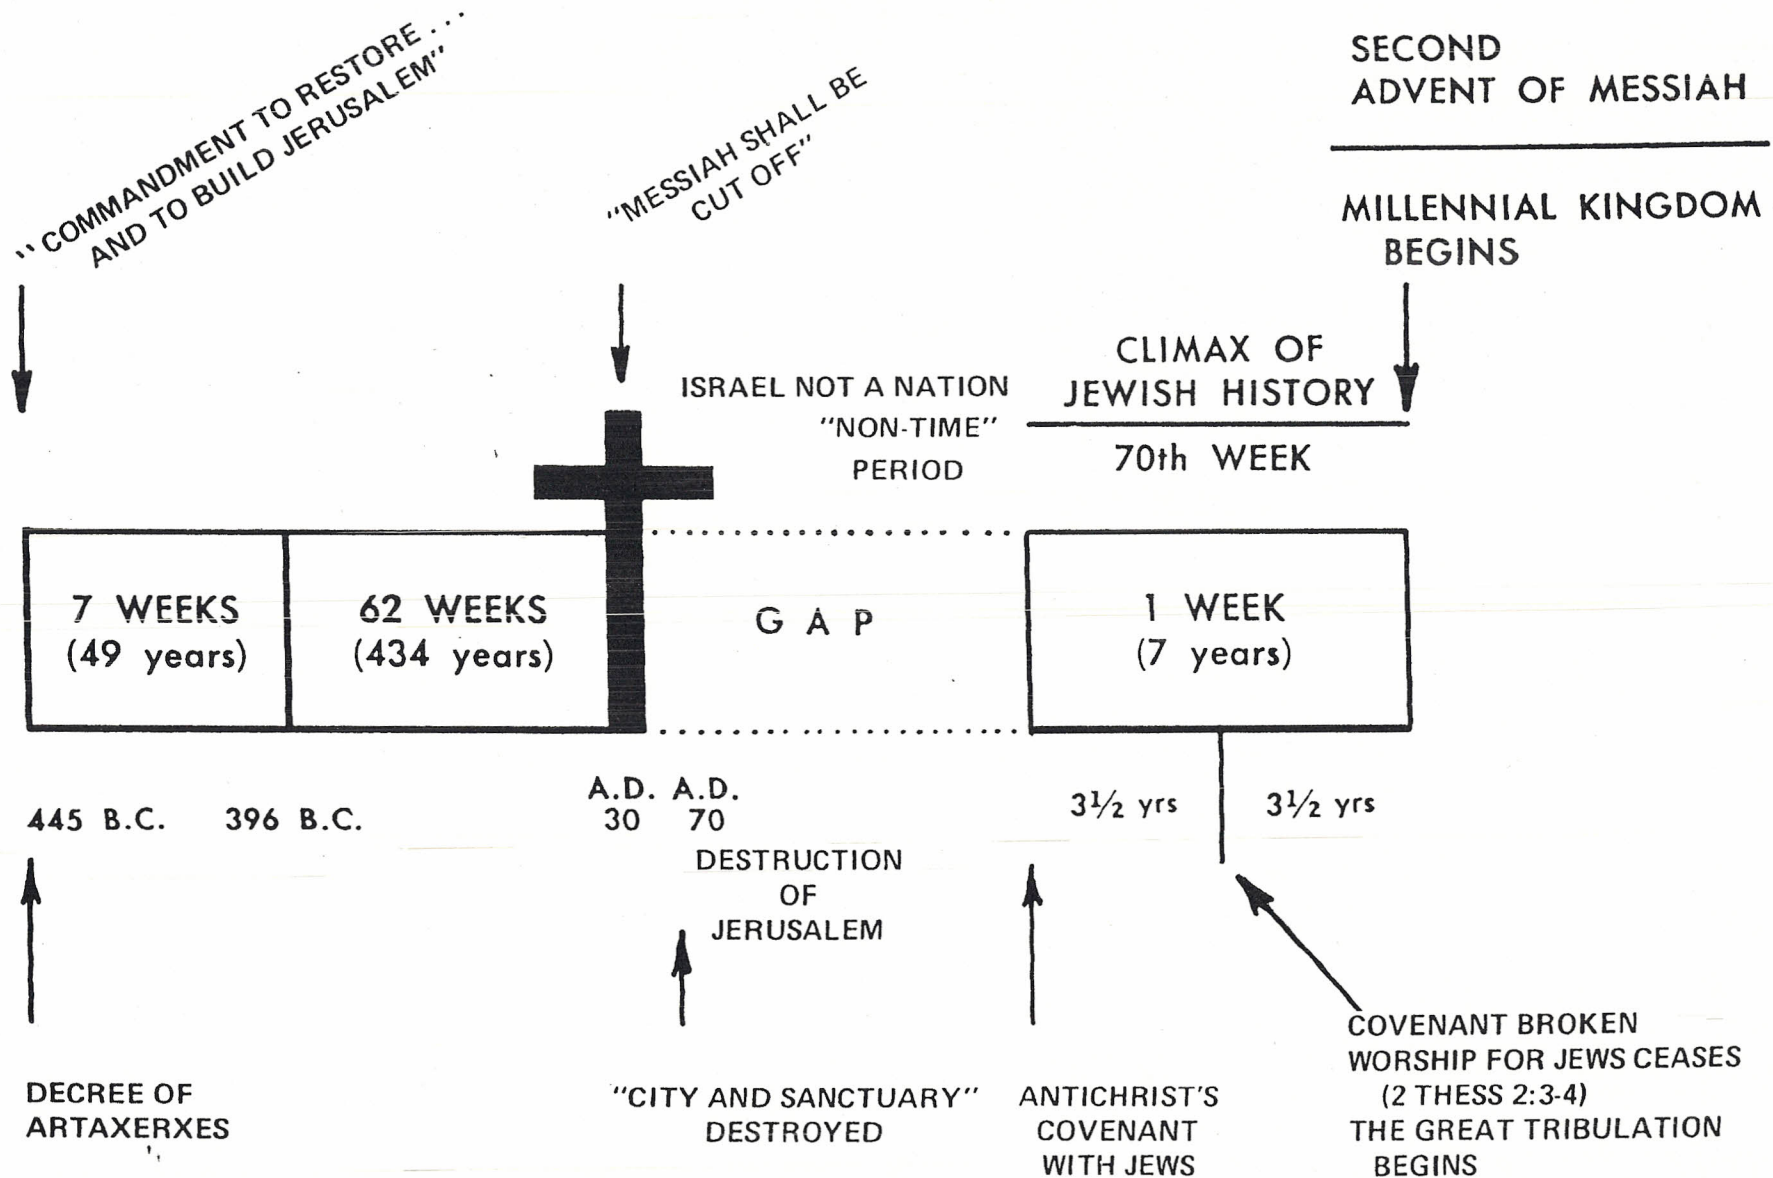 "COMMANDMENT TO RESTORE...
AND TO BUILD JERUSALEM"
"MESSIAH SHALL BE
CUT OFF"
SECOND
ADVENT OF MESSIAH
MILLENNIAL KINGDOM
BEGINS
ISRAEL NOT A NATION
"NON-TIME"
PERIOD
CLIMAX OF
JEWISH HISTORY
70th WEEK
7 WEEKS
(49 years)
62 WEEKS
(434 years)
GAP
1 WEEK
(7 years)
445 B.C.
396 B.C.
A.D.
30
A.D.
70
DESTRUCTION
OF
JERUSALEM
3½ yrs
3½ yrs
DECREE OF
ARTAXERXES
"CITY AND SANCTUARY"
DESTROYED
ANTICHRIST'S
COVENANT
WITH JEWS
COVENANT BROKEN
WORSHIP FOR JEWS CEASES
(2 THESS 2:3-4)
THE GREAT TRIBULATION
BEGINS